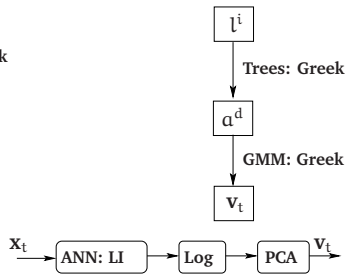 l^i
k
Trees: Greek
a^d
GMM: Greek
v_t
x_t
ANN: LI
Log
PCA
v_t